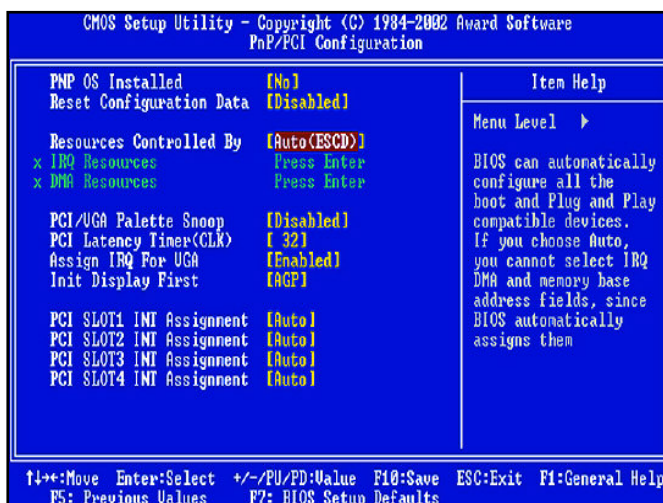 CMOS Setup Utility - Copyright (C) 1984-2002 Award Software
PnP/PCI Configuration
PNP OS Installed [No]
Reset Configuration Data [Disabled]
Resources Controlled By [Auto(ESCD)]
x IRQ Resources Press Enter
x DMA Resources Press Enter
PCI/VGA Palette Snoop [Disabled]
PCI Latency Timer(CLK) [ 32]
Assign IRQ For VGA [Enabled]
Init Display First [AGP]
PCI SLOT1 INT Assignment [Auto]
PCI SLOT2 INT Assignment [Auto]
PCI SLOT3 INT Assignment [Auto]
PCI SLOT4 INT Assignment [Auto]
Item Help
Menu Level ▶
BIOS can automatically
configure all the
boot and Plug and Play
compatible devices.
If you choose Auto,
you cannot select IRQ
DMA and memory base
address fields, since
BIOS automatically
assigns them
↑↓→←:Move Enter:Select +/-/PU/PD:Value F10:Save ESC:Exit F1:General Help
F5: Previous Values F7: BIOS Setup Defaults